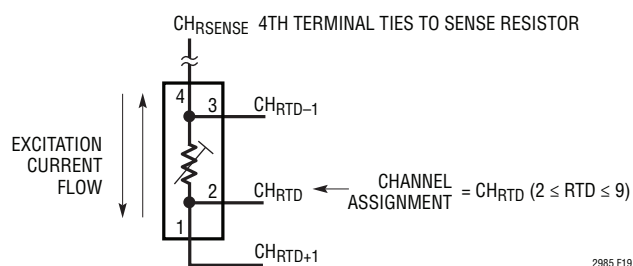 CHRSENSE 4TH TERMINAL TIES TO SENSE RESISTOR
4
3
CHRTD–1
EXCITATION
CURRENT
FLOW
2
CHRTD
CHANNEL
ASSIGNMENT
= CHRTD (2 ≤ RTD ≤ 9)
1
CHRTD+1
2985 F19